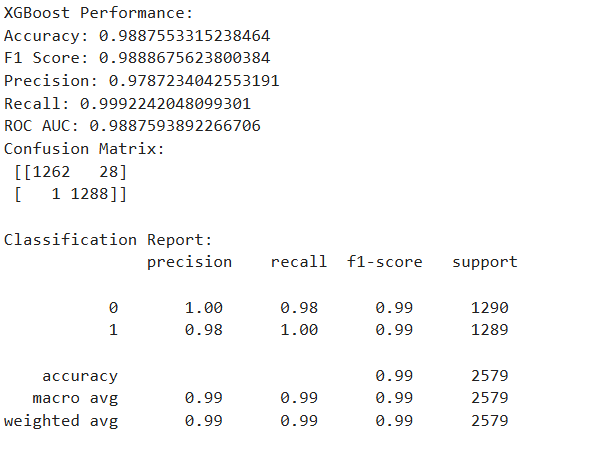 XGBoost Performance:
Accuracy: 0.9887553315238464
F1 Score: 0.9888675623800384
Precision: 0.9787234042553191
Recall: 0.9992242048099301
ROC AUC: 0.9887593892266706
Confusion Matrix:
 [[1262   28]
 [   1 1288]]

Classification Report:
               precision    recall  f1-score   support

           0       1.00      0.98      0.99      1290
           1       0.98      1.00      0.99      1289

    accuracy                           0.99      2579
   macro avg       0.99      0.99      0.99      2579
weighted avg       0.99      0.99      0.99      2579